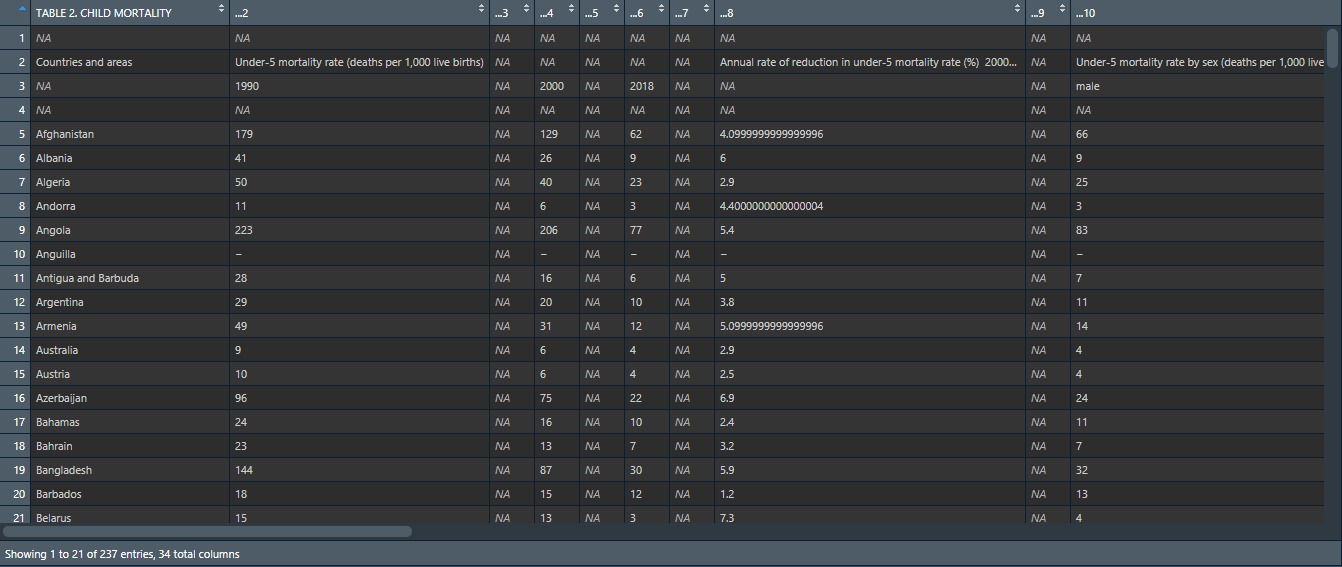 TABLE 2. CHILD MORTALITY ...2 ...3 ...4 ...5 ...6 ...7 ...8 ...9 ...10
1 NA NA NA NA NA NA NA NA NA NA
2 Countries and areas Under-5 mortality rate (deaths per 1,000 live births) NA NA NA NA NA Annual rate of reduction in under-5 mortality rate (%) 2000... NA Under-5 mortality rate by sex (deaths per 1,000 live
3 NA 1990 NA 2000 NA 2018 NA NA NA male
4 NA NA NA NA NA NA NA NA NA NA
5 Afghanistan 179 NA 129 NA 62 NA 4.0999999999999996 NA 66
6 Albania 41 NA 26 NA 9 NA 6 NA 9
7 Algeria 50 NA 40 NA 23 NA 2.9 NA 25
8 Andorra 11 NA 6 NA 3 NA 4.4000000000000004 NA 3
9 Angola 223 NA 206 NA 77 NA 5.4 NA 83
10 Anguilla – NA – NA – NA – NA –
11 Antigua and Barbuda 28 NA 16 NA 6 NA 5 NA 7
12 Argentina 29 NA 20 NA 10 NA 3.8 NA 11
13 Armenia 49 NA 31 NA 12 NA 5.0999999999999996 NA 14
14 Australia 9 NA 6 NA 4 NA 2.9 NA 4
15 Austria 10 NA 6 NA 4 NA 2.5 NA 4
16 Azerbaijan 96 NA 75 NA 22 NA 6.9 NA 24
17 Bahamas 24 NA 16 NA 10 NA 2.4 NA 11
18 Bahrain 23 NA 13 NA 7 NA 3.2 NA 7
19 Bangladesh 144 NA 87 NA 30 NA 5.9 NA 32
20 Barbados 18 NA 15 NA 12 NA 1.2 NA 13
21 Belarus 15 NA 13 NA 3 NA 7.3 NA 4
Showing 1 to 21 of 237 entries, 34 total columns